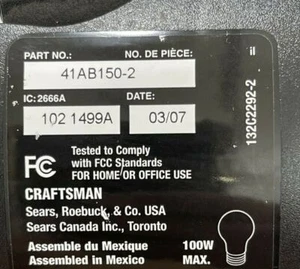 PART NO.: NO. DE PIÈCE:
41AB150-2
IC: 2666A DATE:
102 1499A 03/07
Tested to Comply
FCC with FCC Standards
FOR HOME OR OFFICE USE
CRAFTSMAN
Sears, Roebuck, & Co. USA
Sears Canada Inc., Toronto
Assemble du Mexique 100W
Assembled in Mexico MAX.
132C2292-2